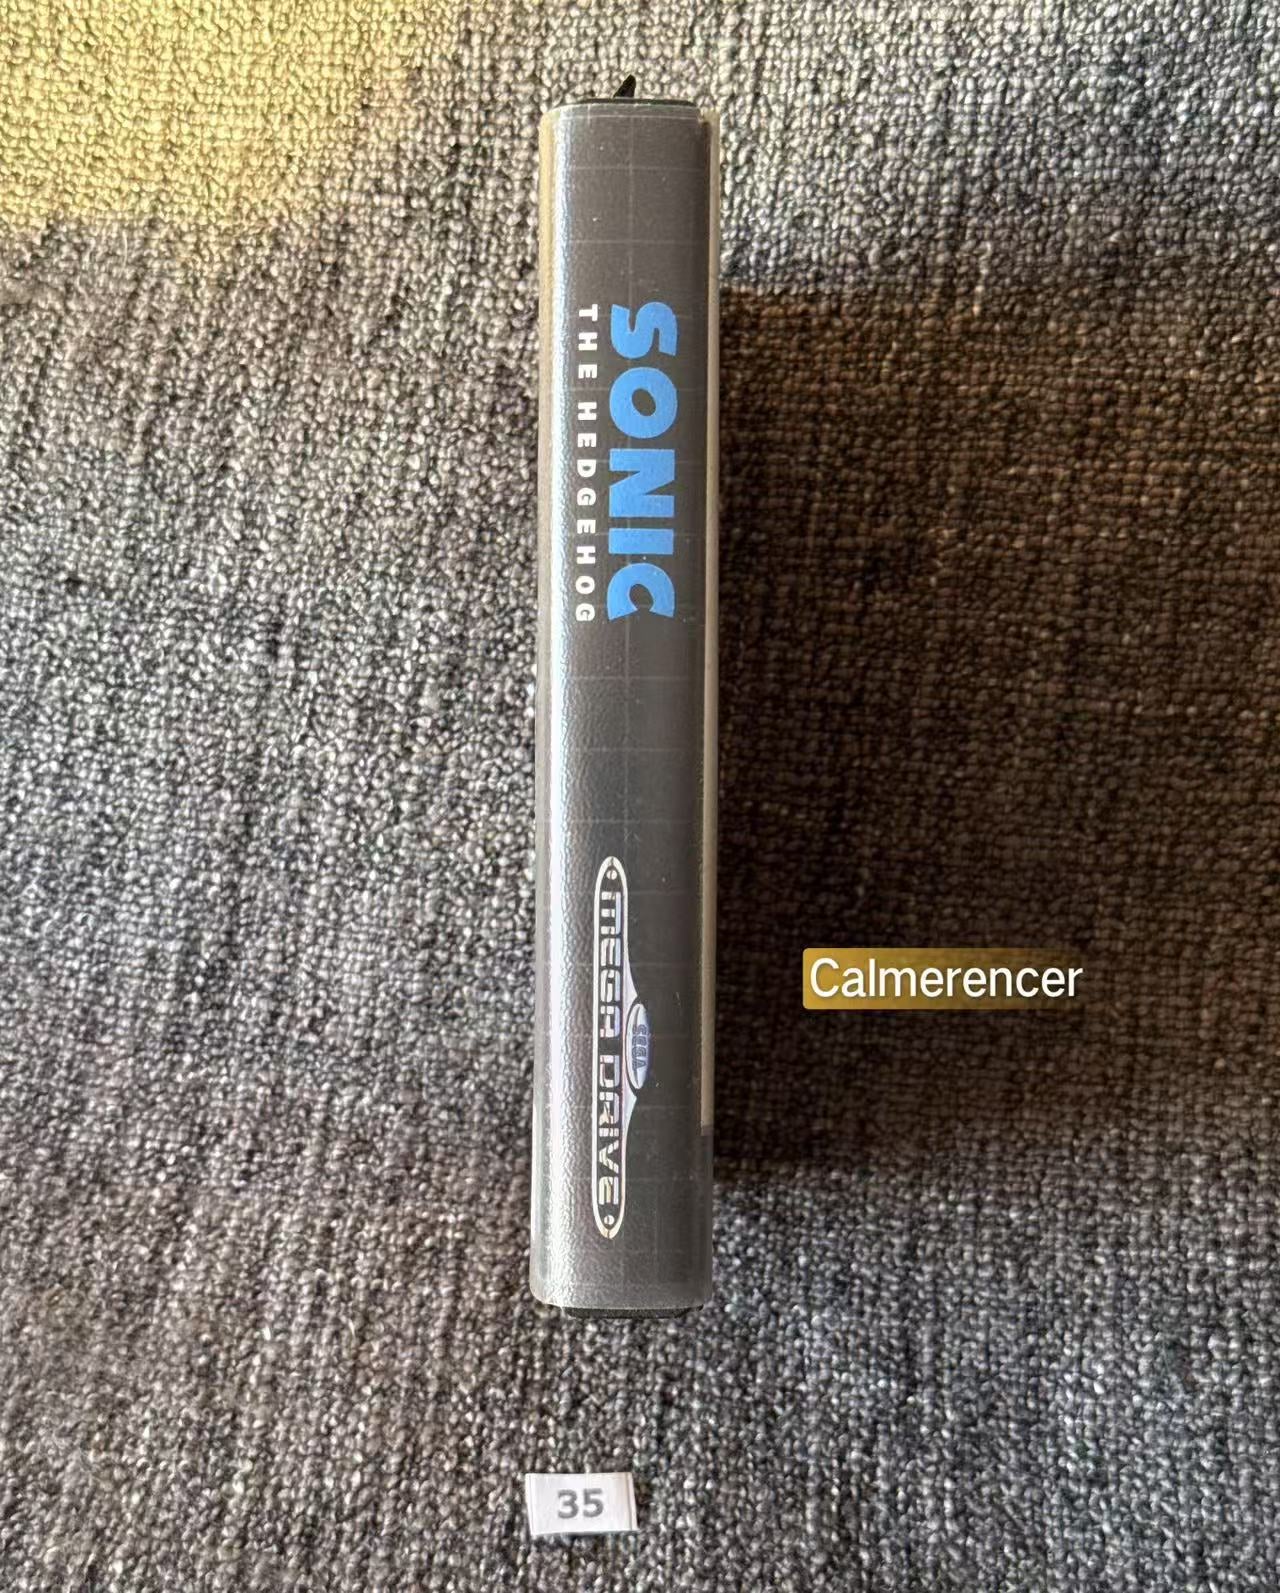 SONIC
THE HEDGEHOG
SEGA
MEGA DRIVE
Calmerencer
35